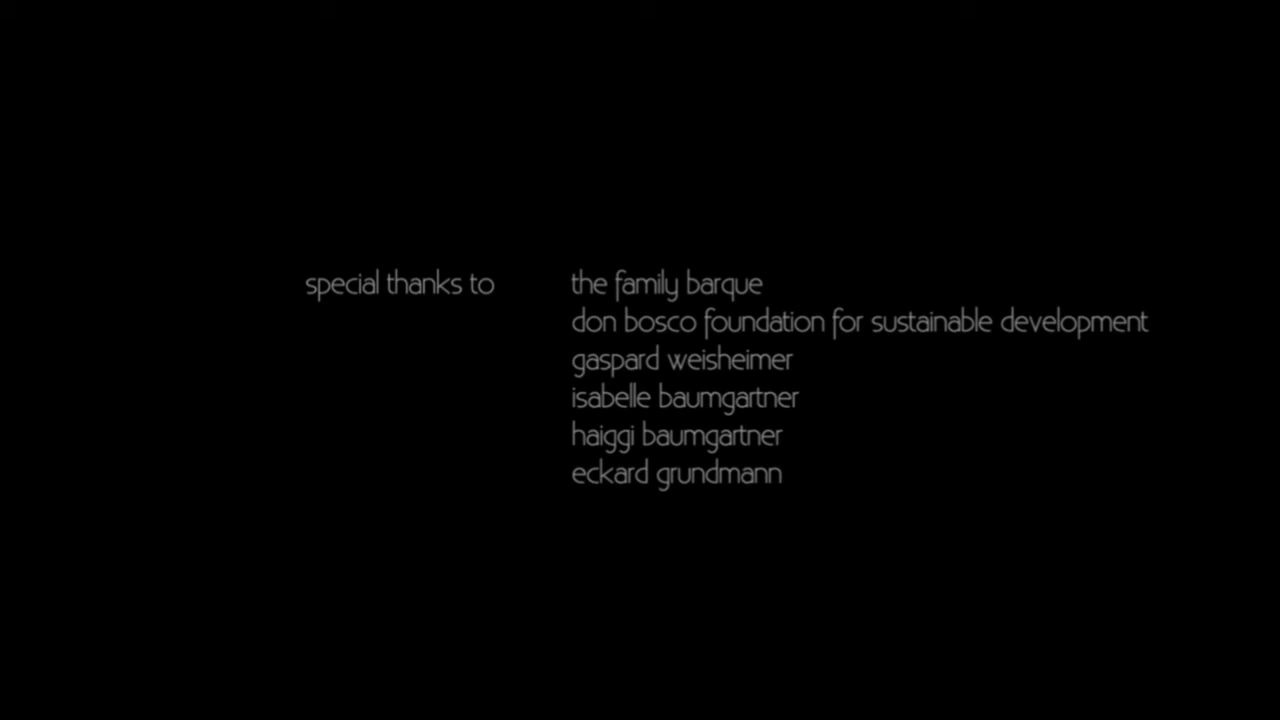 special thanks to the family barque
don bosco foundation for sustainable development
gaspard weisheimer
isabelle baumgartner
haiggi baumgartner
eckard grundmann